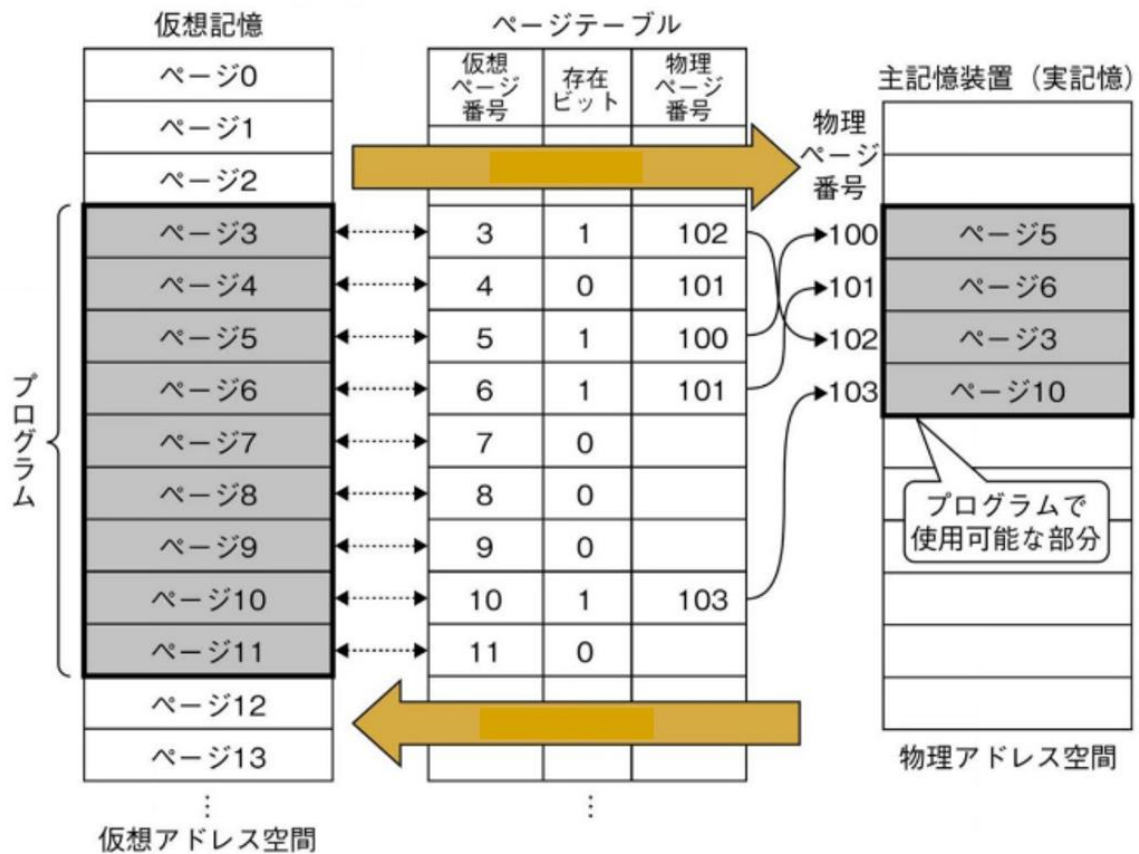 仮想記憶
ページ0
ページ1
ページ2
ページ3
ページ4
ページ5
ページ6
ページ7
ページ8
ページ9
ページ10
ページ11
ページ12
ページ13
⋮
仮想アドレス空間
プログラム
ページテーブル
仮想
ページ
番号
存在
ビット
物理
ページ
番号
3 1 102
4 0 101
5 1 100
6 1 101
7 0
8 0
9 0
10 1 103
11 0
⋮
主記憶装置（実記憶）
物理
ページ
番号
100 ページ5
101 ページ6
102 ページ3
103 ページ10
プログラムで
使用可能な部分
物理アドレス空間